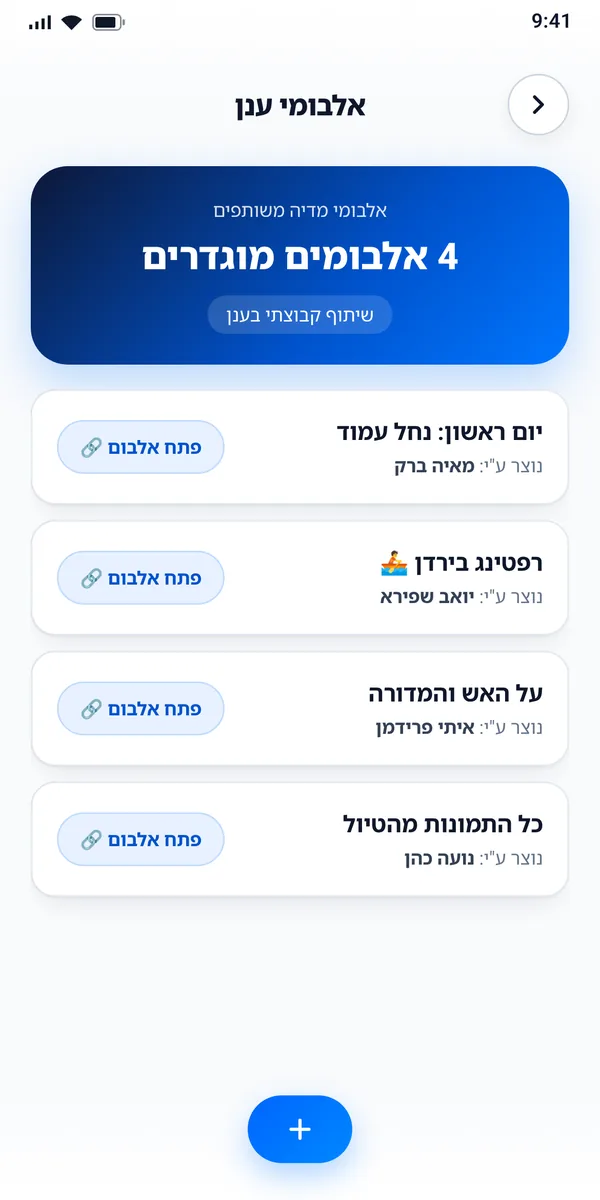 9:41
אלבומי ענן
אלבומי מדיה משותפים
4 אלבומים מוגדרים
שיתוף קבוצתי בענן
יום ראשון: נחל עמוד
נוצר ע"י: מאיה ברק
פתח אלבום 🔗
רפטינג בירדן 🚣
נוצר ע"י: יואב שפירא
פתח אלבום 🔗
על האש והמדורה
נוצר ע"י: איתי פרידמן
פתח אלבום 🔗
כל התמונות מהטיול
נוצר ע"י: נועה כהן
פתח אלבום 🔗
+